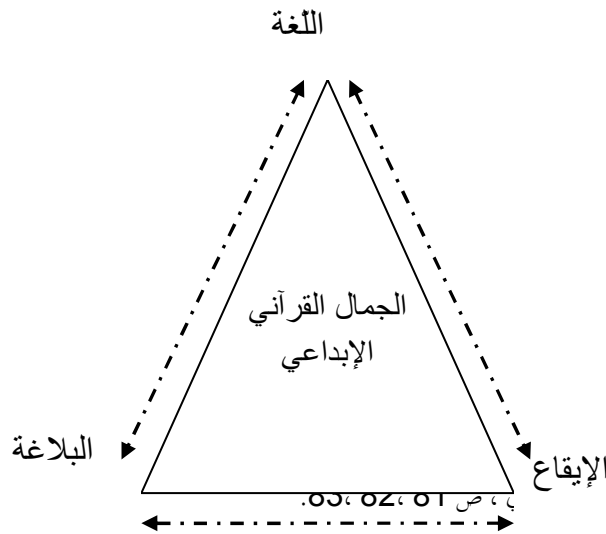 اللّغة
الجمال القرآني
الإبداعي
البلاغة
الإيقاع
، ص 81 ،82 ،83.